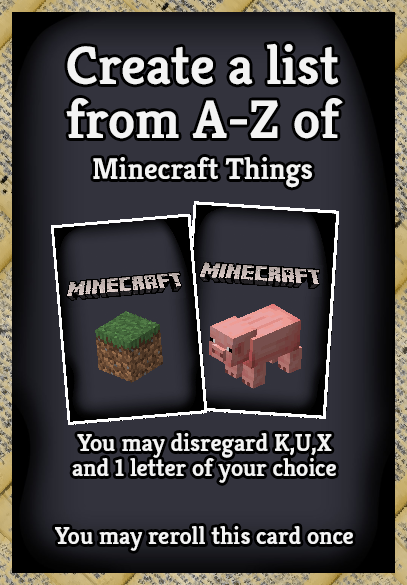 Create a list
from A-Z of
Minecraft Things
MINECRAFT
MINECRAFT
You may disregard K,U,X
and 1 letter of your choice
You may reroll this card once